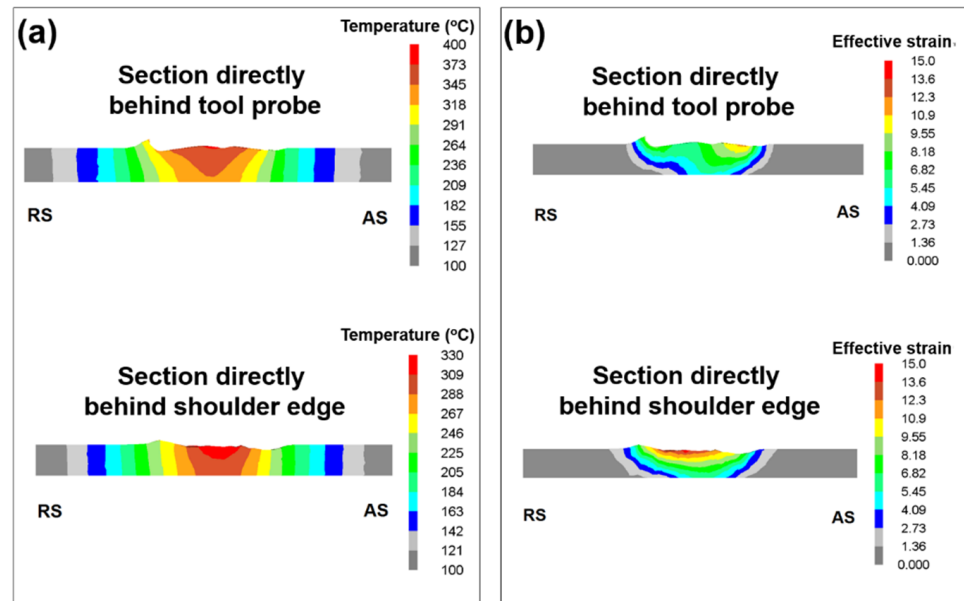 (a)
Temperature (°C)
Section directly
behind tool probe
400
373
345
318
291
264
236
209
182
155
127
100
RS
AS
Temperature (°C)
Section directly
behind shoulder edge
330
309
288
267
246
225
205
184
163
142
121
100
RS
AS
(b)
Effective strain
Section directly
behind tool probe
15.0
13.6
12.3
10.9
9.55
8.18
6.82
5.45
4.09
2.73
1.36
0.000
RS
AS
Effective strain
Section directly
behind shoulder edge
15.0
13.6
12.3
10.9
9.55
8.18
6.82
5.45
4.09
2.73
1.36
0.000
RS
AS